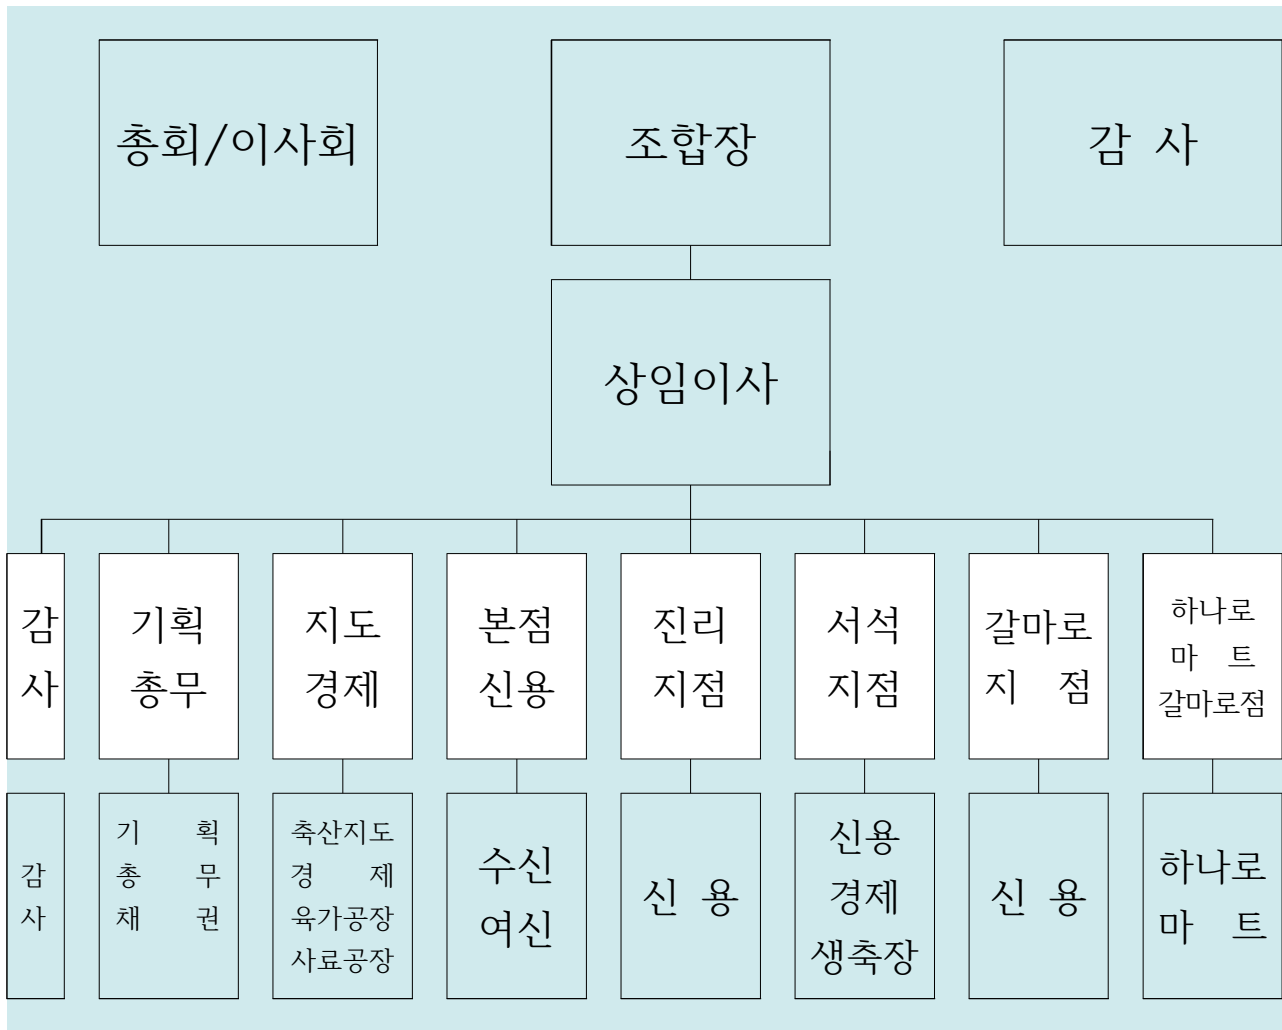 총회/이사회
조합장
감 사
상임이사
감
사
기획
총무
지도
경제
본점
신용
진리
지점
서석
지점
갈마로
지 점
하나로
마 트
갈마로점
감
사
기 획
총 무
채 권
축산지도
경 제
육가공장
사료공장
수신
여신
신 용
신용
경제
생축장
신 용
하나로
마 트